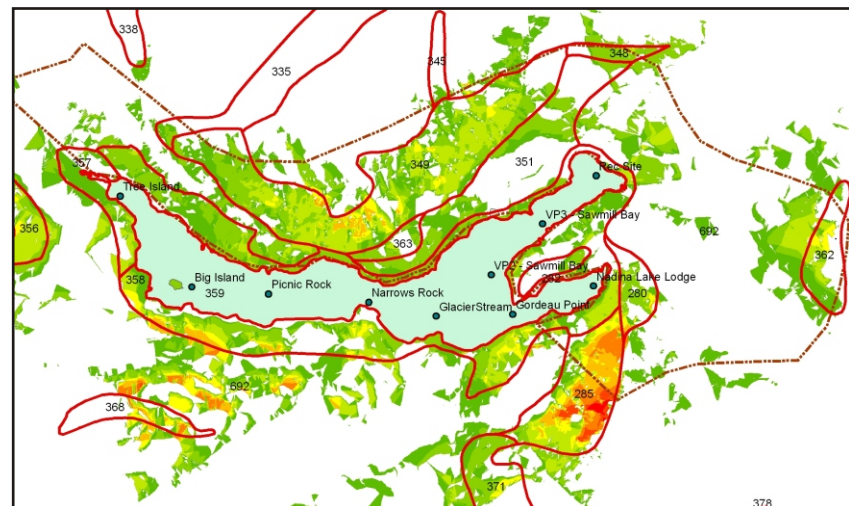 338
335
345
348
349
351
357
Tree Island
Rec Site
356
VP3 - Sawmill Bay
692
363
362
VP2 - Sawmill Bay
358
Big Island
359
Picnic Rock
Nadina Lake Lodge
280
Narrows Rock
GlacierStream
Gordeau Point
692
285
368
371
378